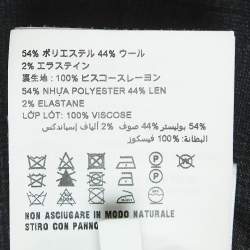 54% ポリエステル 44% ウール
2% エラステイン
裏生地 : 100% ビスコースレーヨン
54% NHỰA POLYESTER 44% LEN
2% ELASTANE
LỚP LÓT: 100% VISCOSE
54% بوليستر 44% صوف 2% ألياف إسباندكس
البطانة: 100% فيسكوز
NON ASCIUGARE IN MODO NATURALE
STIRO CON PANNO